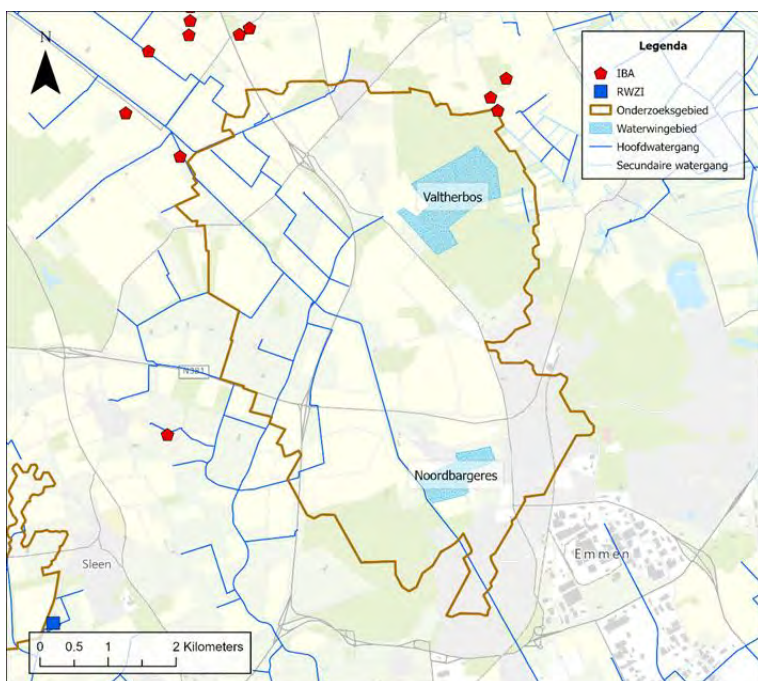 N
Legenda
IBA
RWZI
Onderzoeksgebied
Waterwingebied
Hoofdwatergang
Secundaire watergang
Valtherbos
N381
Noordbargeres
Emmen
Sleen
0 0.5 1 2 Kilometers